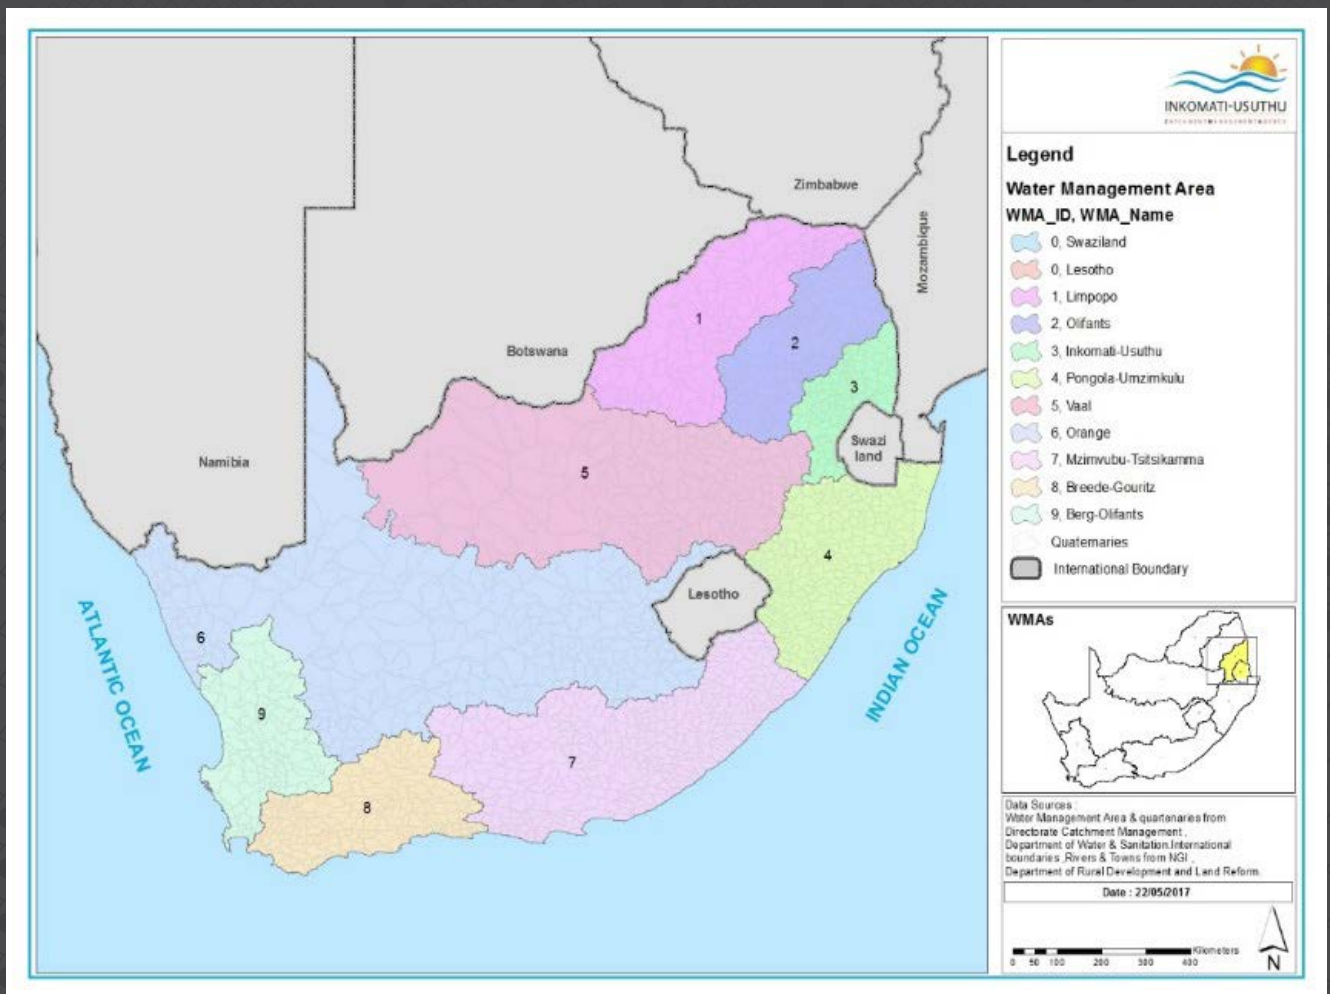 INKOMATI-USUTHU
CATCHMENT MANAGEMENT AGENCY
Legend
Water Management Area
WMA_ID, WMA_Name
0, Swaziland
0, Lesotho
1, Limpopo
2, Olifants
3, Inkomati-Usuthu
4, Pongola-Umzimkulu
5, Vaal
6, Orange
7, Mzimvubu-Tsitsikamma
8, Breede-Gouritz
9, Berg-Olifants
Quaternaries
International Boundary
Zimbabwe
Mozambique
Botswana
Namibia
Swazi
land
Lesotho
1
2
3
4
5
6
7
8
9
ATLANTIC OCEAN
INDIAN OCEAN
WMAs
Data Sources :
Water Management Area & quartenaries from
Directorate Catchment Management ,
Department of Water & Sanitation.International
boundaries ,Rivers & Towns from NGI ,
Department of Rural Development and Land Reform.
Date : 22/05/2017
Kilometers
0 50 100 200 300 400
N